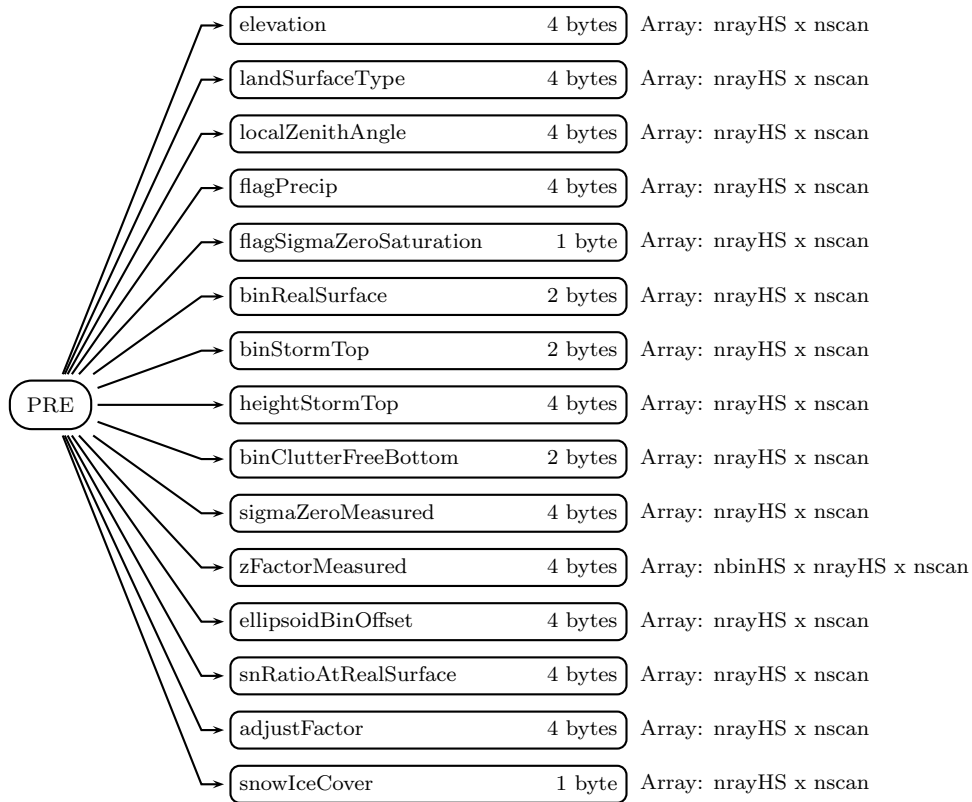 elevation 4 bytes Array: nrayHS x nscan
landSurfaceType 4 bytes Array: nrayHS x nscan
localZenithAngle 4 bytes Array: nrayHS x nscan
flagPrecip 4 bytes Array: nrayHS x nscan
flagSigmaZeroSaturation 1 byte Array: nrayHS x nscan
binRealSurface 2 bytes Array: nrayHS x nscan
binStormTop 2 bytes Array: nrayHS x nscan
PRE heightStormTop 4 bytes Array: nrayHS x nscan
binClutterFreeBottom 2 bytes Array: nrayHS x nscan
sigmaZeroMeasured 4 bytes Array: nrayHS x nscan
zFactorMeasured 4 bytes Array: nbinHS x nrayHS x nscan
ellipsoidBinOffset 4 bytes Array: nrayHS x nscan
snRatioAtRealSurface 4 bytes Array: nrayHS x nscan
adjustFactor 4 bytes Array: nrayHS x nscan
snowIceCover 1 byte Array: nrayHS x nscan